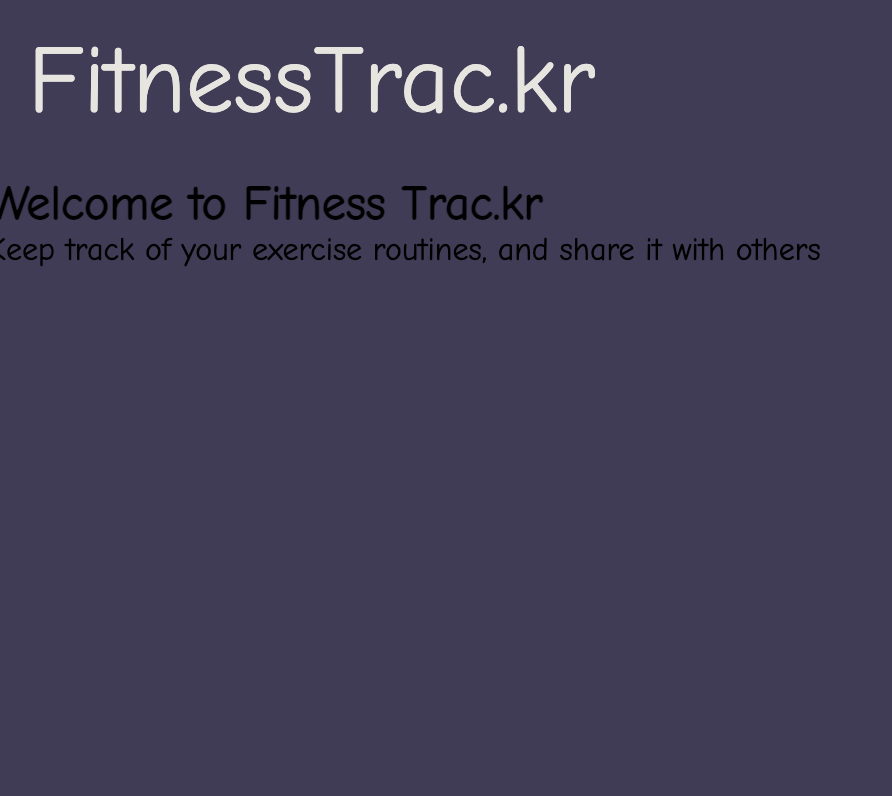 FitnessTrac.kr
Welcome to Fitness Trac.kr
Keep track of your exercise routines, and share it with others